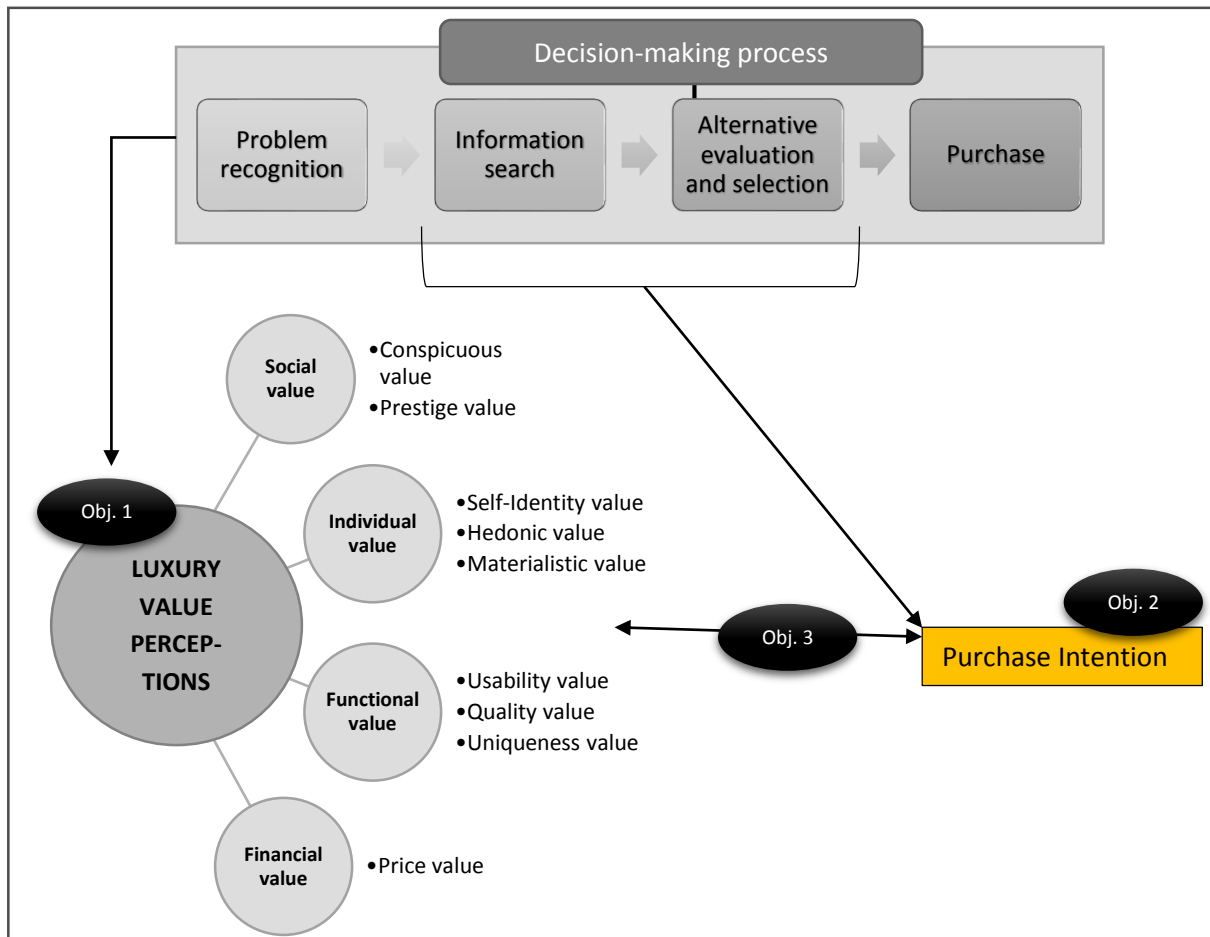 Decision-making process
Problem
recognition
Information
search
Alternative
evaluation
and selection
Purchase
Social
value
•Conspicuous
value
•Prestige value
Obj. 1
LUXURY
VALUE
PERCEP-
TIONS
Individual
value
•Self-Identity value
•Hedonic value
•Materialistic value
Functional
value
•Usability value
•Quality value
•Uniqueness value
Financial
value
•Price value
Obj. 3
Obj. 2
Purchase Intention